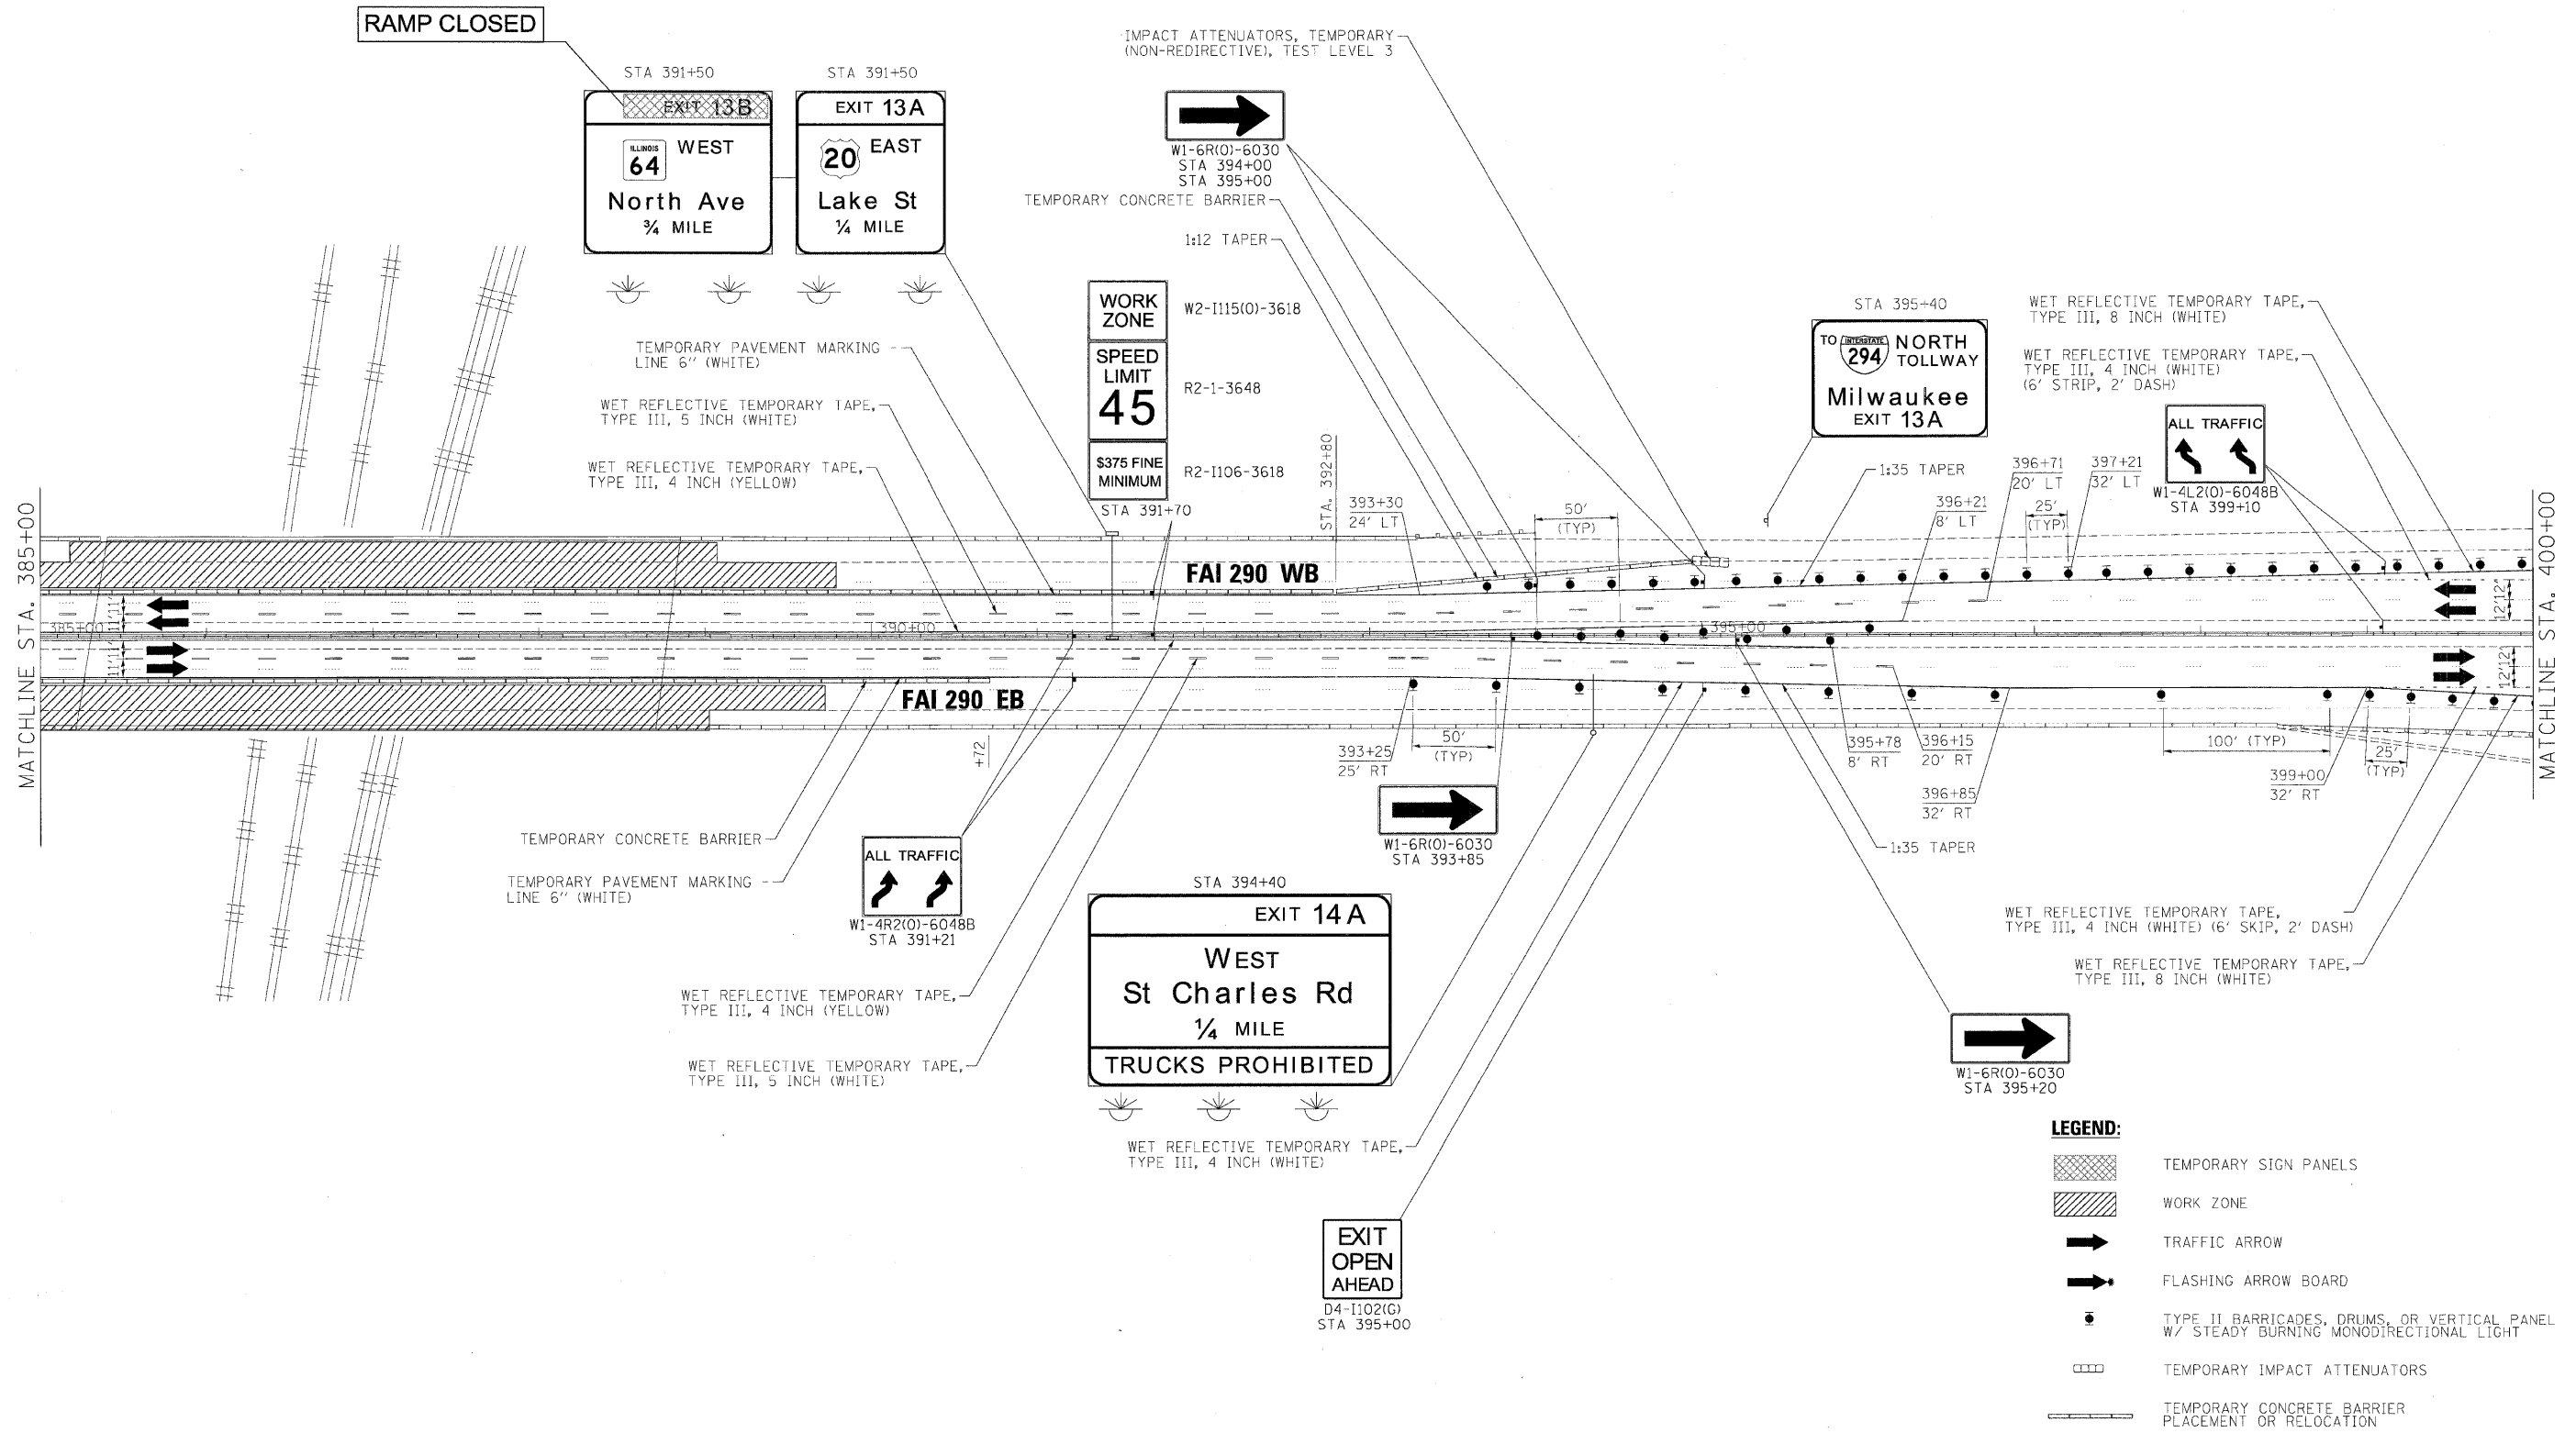 RAMP CLOSED
STA 391+50
EXIT 13B
ILLINOIS
64
WEST
North Ave
¾ MILE
STA 391+50
EXIT 13A
20
EAST
Lake St
¼ MILE
IMPACT ATTENUATORS, TEMPORARY
(NON-REDIRECTIVE), TEST LEVEL 3
W1-6R(O)-6030
STA 394+00
STA 395+00
TEMPORARY CONCRETE BARRIER
1:12 TAPER
WORK
ZONE
W2-I115(O)-3618
SPEED
LIMIT
45
R2-1-3648
$375 FINE
MINIMUM
R2-I106-3618
STA 391+70
TEMPORARY PAVEMENT MARKING
LINE 6" (WHITE)
WET REFLECTIVE TEMPORARY TAPE,
TYPE III, 5 INCH (WHITE)
WET REFLECTIVE TEMPORARY TAPE,
TYPE III, 4 INCH (YELLOW)
STA. 392+80
393+30
24' LT
50'
(TYP)
STA 395+40
TO
INTERSTATE
294
NORTH
TOLLWAY
Milwaukee
EXIT 13A
1:35 TAPER
396+21
8' LT
396+71
20' LT
25'
(TYP)
397+21
32' LT
WET REFLECTIVE TEMPORARY TAPE,
TYPE III, 8 INCH (WHITE)
WET REFLECTIVE TEMPORARY TAPE,
TYPE III, 4 INCH (WHITE)
(6' STRIP, 2' DASH)
ALL TRAFFIC
W1-4L2(O)-6048B
STA 399+10
MATCHLINE STA. 385+00
MATCHLINE STA. 400+00
FAI 290 WB
11'
11'
385+00
390+00
395+00
11'
11'
12'
12'
12'
12'
FAI 290 EB
+72
393+25
25' RT
50'
(TYP)
W1-6R(O)-6030
STA 393+85
395+78
8' RT
396+15
20' RT
396+85
32' RT
1:35 TAPER
100' (TYP)
399+00
32' RT
25'
(TYP)
TEMPORARY CONCRETE BARRIER
TEMPORARY PAVEMENT MARKING
LINE 6" (WHITE)
ALL TRAFFIC
W1-4R2(O)-6048B
STA 391+21
WET REFLECTIVE TEMPORARY TAPE,
TYPE III, 4 INCH (YELLOW)
WET REFLECTIVE TEMPORARY TAPE,
TYPE III, 5 INCH (WHITE)
STA 394+40
EXIT 14A
WEST
St Charles Rd
¼ MILE
TRUCKS PROHIBITED
WET REFLECTIVE TEMPORARY TAPE,
TYPE III, 4 INCH (WHITE)
EXIT
OPEN
AHEAD
D4-I102(G)
STA 395+00
WET REFLECTIVE TEMPORARY TAPE,
TYPE III, 4 INCH (WHITE) (6' SKIP, 2' DASH)
WET REFLECTIVE TEMPORARY TAPE,
TYPE III, 8 INCH (WHITE)
W1-6R(O)-6030
STA 395+20
LEGEND:
TEMPORARY SIGN PANELS
WORK ZONE
TRAFFIC ARROW
FLASHING ARROW BOARD
TYPE II BARRICADES, DRUMS, OR VERTICAL PANEL
W/ STEADY BURNING MONODIRECTIONAL LIGHT
TEMPORARY IMPACT ATTENUATORS
TEMPORARY CONCRETE BARRIER
PLACEMENT OR RELOCATION